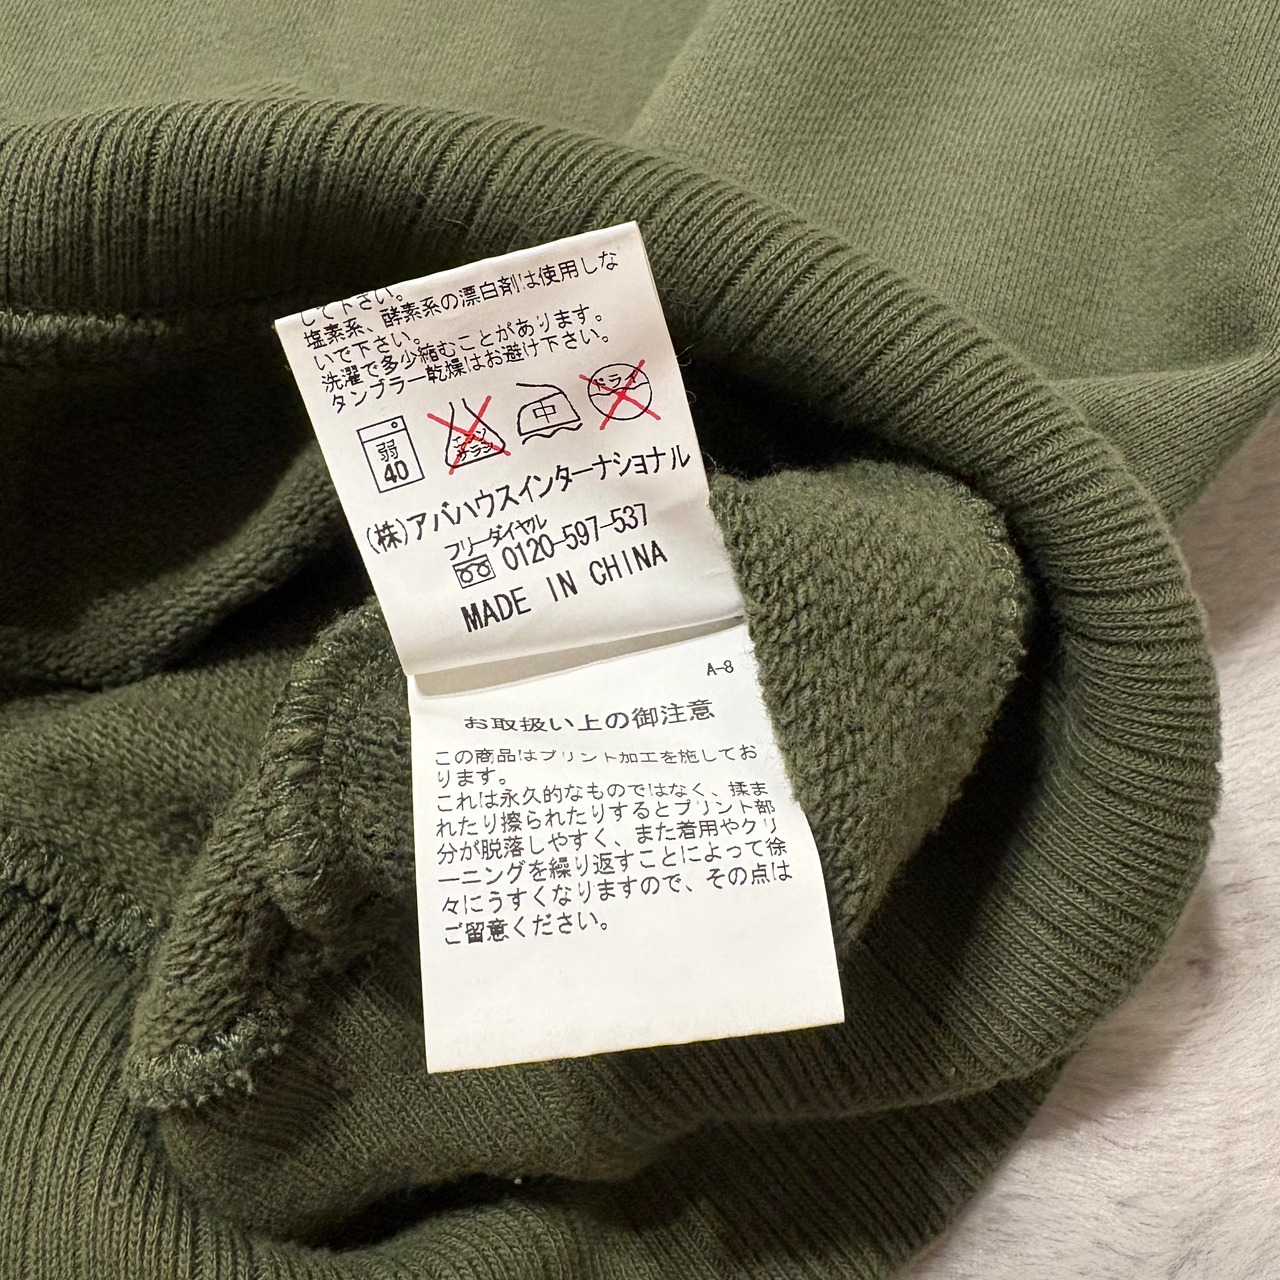 して下さい。
塩素系、酵素系の漂白剤は使用しな
いで下さい。
洗濯で多少縮むことがあります。
タンブラー乾燥はお避け下さい。
弱
40
エンソ
サラシ
中
ドライ
(株)アバハウスインターナショナル
フリーダイヤル
0120-597-537
MADE IN CHINA
A-8
お取扱い上の御注意
この商品はプリント加工を施してお
ります。
これは永久的なものではなく、揉ま
れたり擦られたりするとプリント部
分が脱落しやすく、また着用やクリ
ーニングを繰り返すことによって徐
々にうすくなりますので、その点は
ご留意ください。